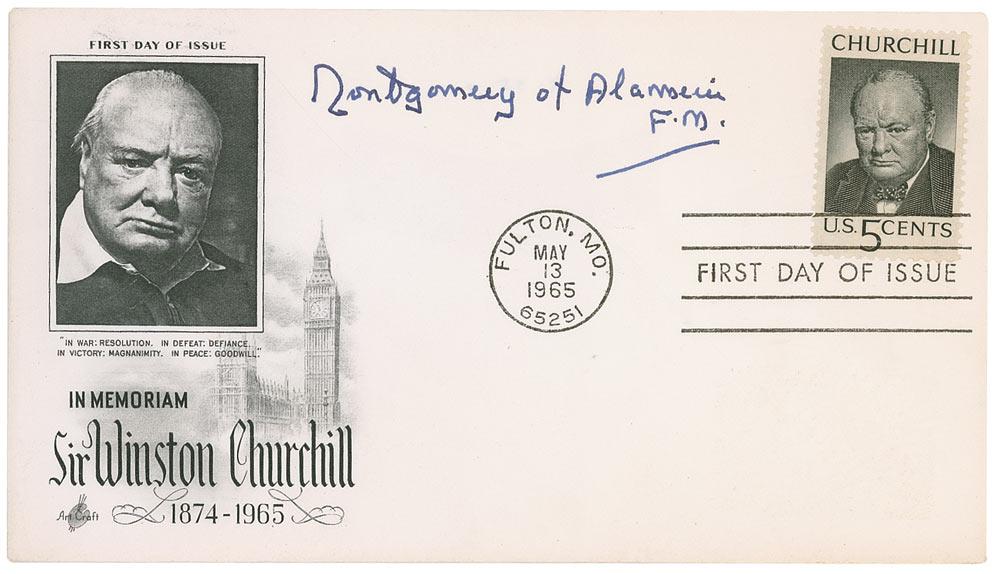 FIRST DAY OF ISSUE
"IN WAR: RESOLUTION. IN DEFEAT: DEFIANCE.
IN VICTORY: MAGNANIMITY. IN PEACE: GOODWILL."
IN MEMORIAM
Sir Winston Churchill
1874-1965
Art Craft
Montgomery of Alamein
F.M.
FULTON, MO.
MAY
13
1965
65251
CHURCHILL
U.S. 5 CENTS
FIRST DAY OF ISSUE